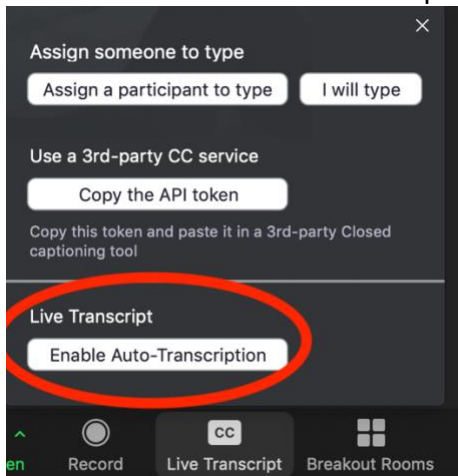 Assign someone to type
Assign a participant to type I will type
Use a 3rd-party CC service
Copy the API token
Copy this token and paste it in a 3rd-party Closed
captioning tool
Live Transcript
Enable Auto-Transcription
CC
en Record Live Transcript Breakout Rooms